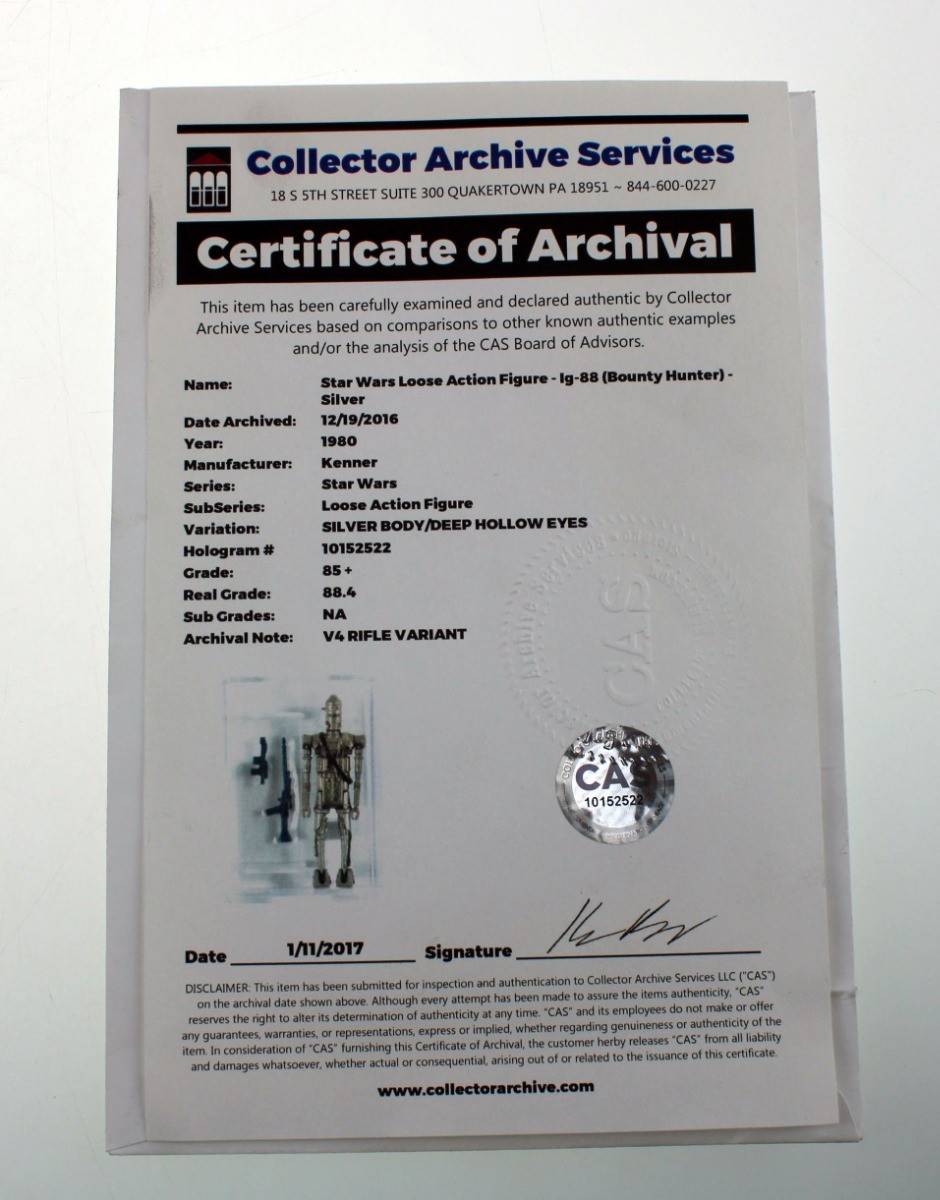 Collector Archive Services
18 S 5TH STREET SUITE 300 QUAKERTOWN PA 18951 ~ 844-600-0227
Certificate of Archival
This item has been carefully examined and declared authentic by Collector
Archive Services based on comparisons to other known authentic examples
and/or the analysis of the CAS Board of Advisors.
Name: Star Wars Loose Action Figure - Ig-88 (Bounty Hunter) -
Silver
Date Archived: 12/19/2016
Year: 1980
Manufacturer: Kenner
Series: Star Wars
SubSeries: Loose Action Figure
Variation: SILVER BODY/DEEP HOLLOW EYES
Hologram # 10152522
Grade: 85 +
Real Grade: 88.4
Sub Grades: NA
Archival Note: V4 RIFLE VARIANT
Archive Services
CAS
CAS
10152522
Date 1/11/2017 Signature
DISCLAIMER: This item has been submitted for inspection and authentication to Collector Archive Services LLC ("CAS")
on the archival date shown above. Although every attempt has been made to assure the items authenticity, "CAS"
reserves the right to alter its determination of authenticity at any time. "CAS" and its employees do not make or offer
any guarantees, warranties, or representations, express or implied, whether regarding genuineness or authenticity of the
item. In consideration of "CAS" furnishing this Certificate of Archival, the customer herby releases "CAS" from all liability
and damages whatsoever, whether actual or consequential, arising out of or related to the issuance of this certificate.
www.collectorarchive.com